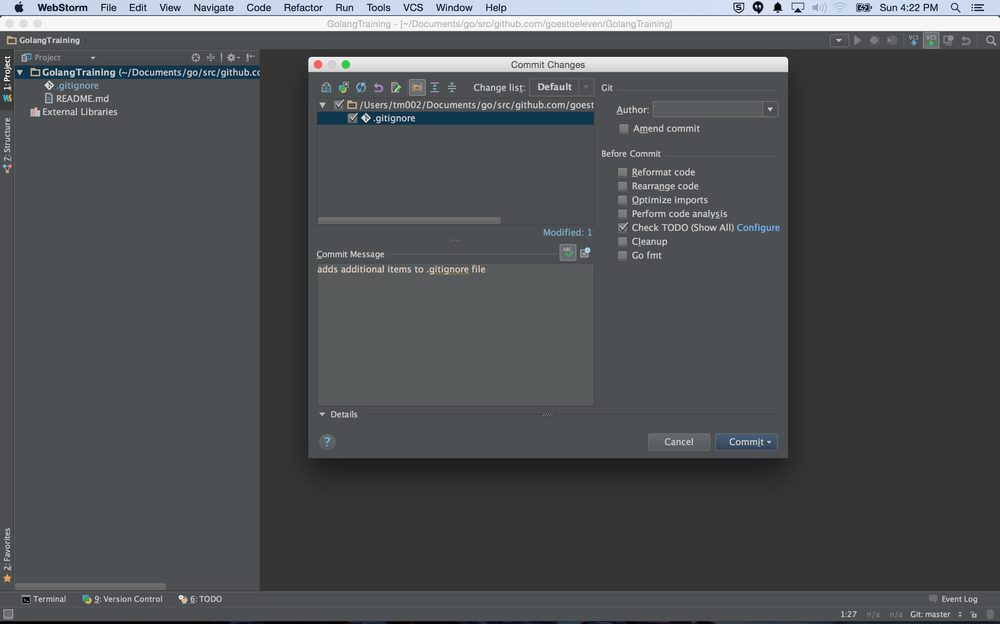 WebStorm File Edit View Navigate Code Refactor Run Tools VCS Window Help Sun 4:22 PM
GolangTraining - [~/Documents/go/src/github.com/goestoeleven/GolangTraining]
GolangTraining
VCS VCS
1: Project
7: Structure
2: Favorites
Project
GolangTraining (~/Documents/go/src/github.co
.gitignore
README.md
External Libraries
Commit Changes
Change list: Default
/Users/tm002/Documents/go/src/github.com/goest
.gitignore
Modified: 1
Commit Message
ABC
adds additional items to .gitignore file
Details
Git
Author:
Amend commit
Before Commit
Reformat code
Rearrange code
Optimize imports
Perform code analysis
Check TODO (Show All) Configure
Cleanup
Go fmt
? Cancel Commit
Terminal 9: Version Control 6: TODO Event Log
1:27 n/a n/a Git: master